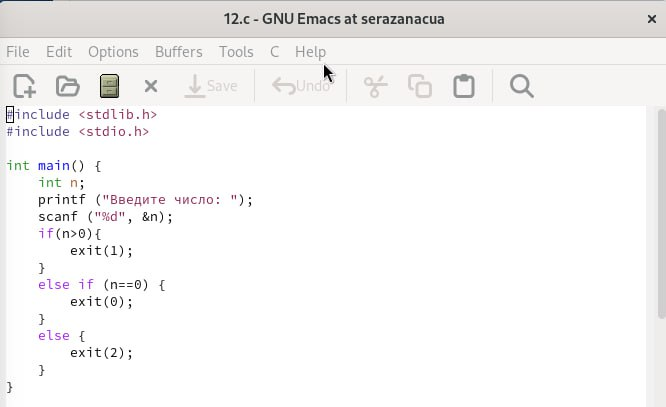 12.c - GNU Emacs at serazanacua
File Edit Options Buffers Tools C Help
Save Undo
#include <stdlib.h>
#include <stdio.h>
int main() {
    int n;
    printf ("Введите число: ");
    scanf ("%d", &n);
    if(n>0){
        exit(1);
    }
    else if (n==0) {
        exit(0);
    }
    else {
        exit(2);
    }
}